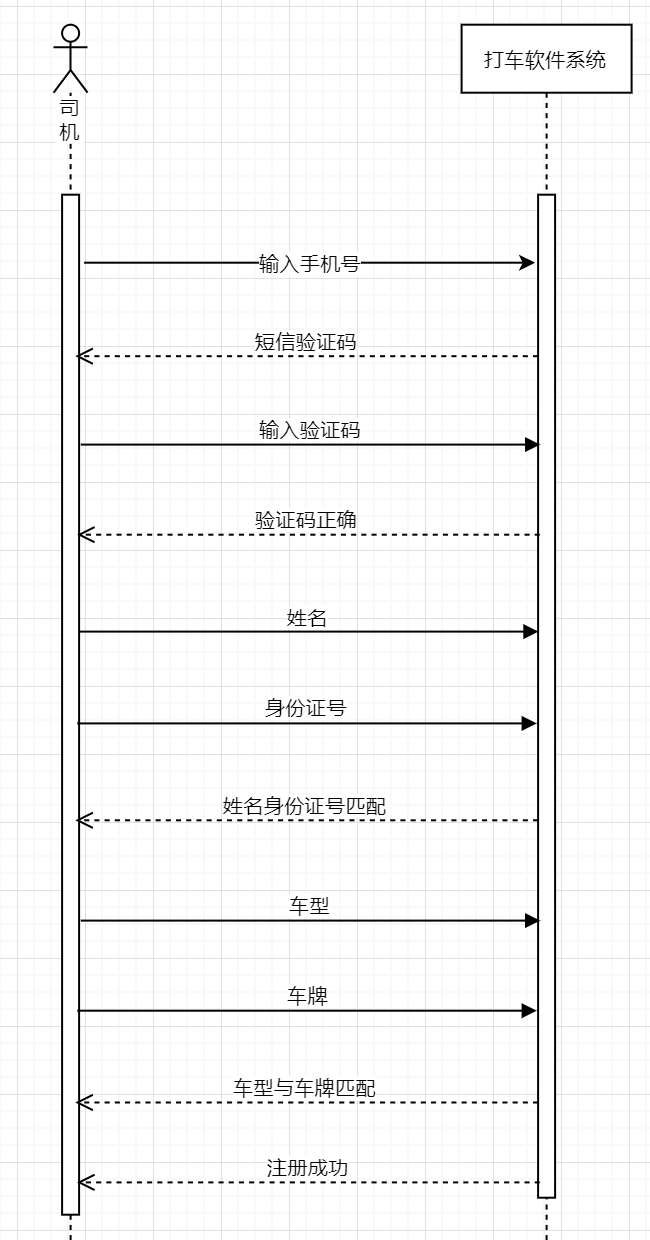 司
机
打车软件系统
输入手机号
短信验证码
输入验证码
验证码正确
姓名
身份证号
姓名身份证号匹配
车型
车牌
车型与车牌匹配
注册成功